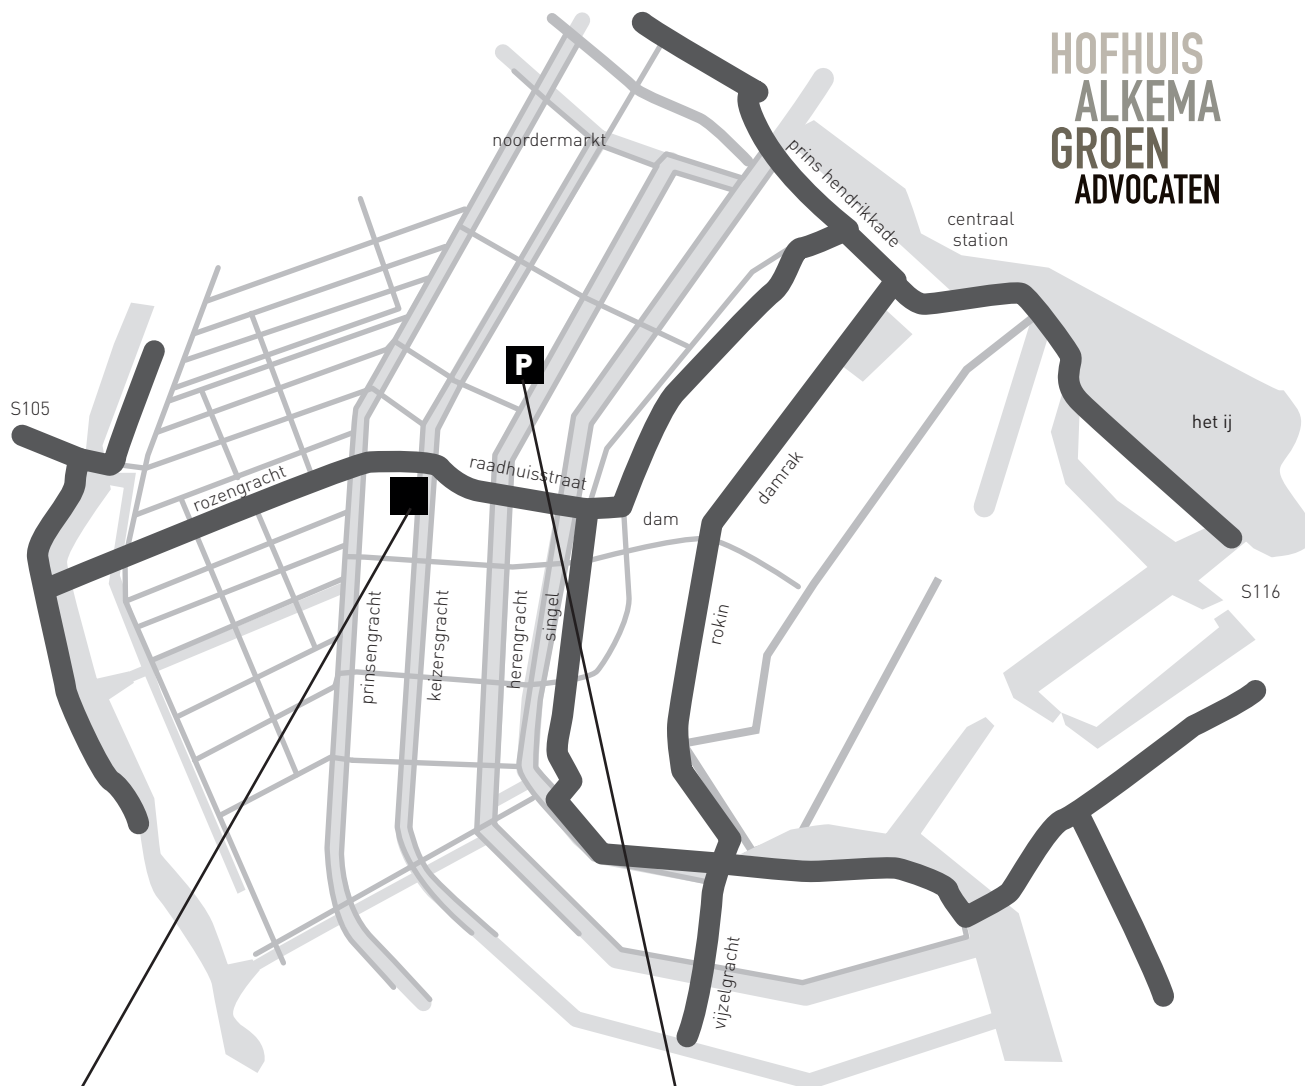 HOFHUIS
ALKEMA
GROEN
ADVOCATEN
noordermarkt
prins hendrikkade
centraal
station
P
S105
het ij
raadhuisstraat
rozengracht
damrak
dam
S116
prinsengracht
keizersgracht
herengracht
singel
rokin
vijzelgracht